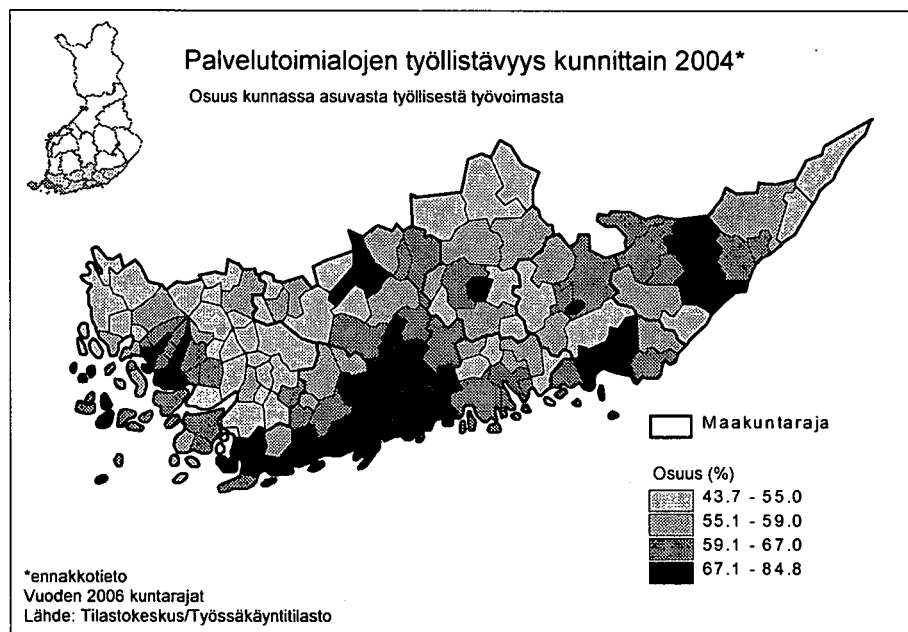 Palvelutoimialojen työllistävyys kunnittain 2004*
Osuus kunnassa asuvasta työllisestä työvoimasta
Maakuntaraja
Osuus (%)
43.7 - 55.0
55.1 - 59.0
59.1 - 67.0
67.1 - 84.8
*ennakkotieto
Vuoden 2006 kuntarajat
Lähde: Tilastokeskus/Työssäkäyntitilasto